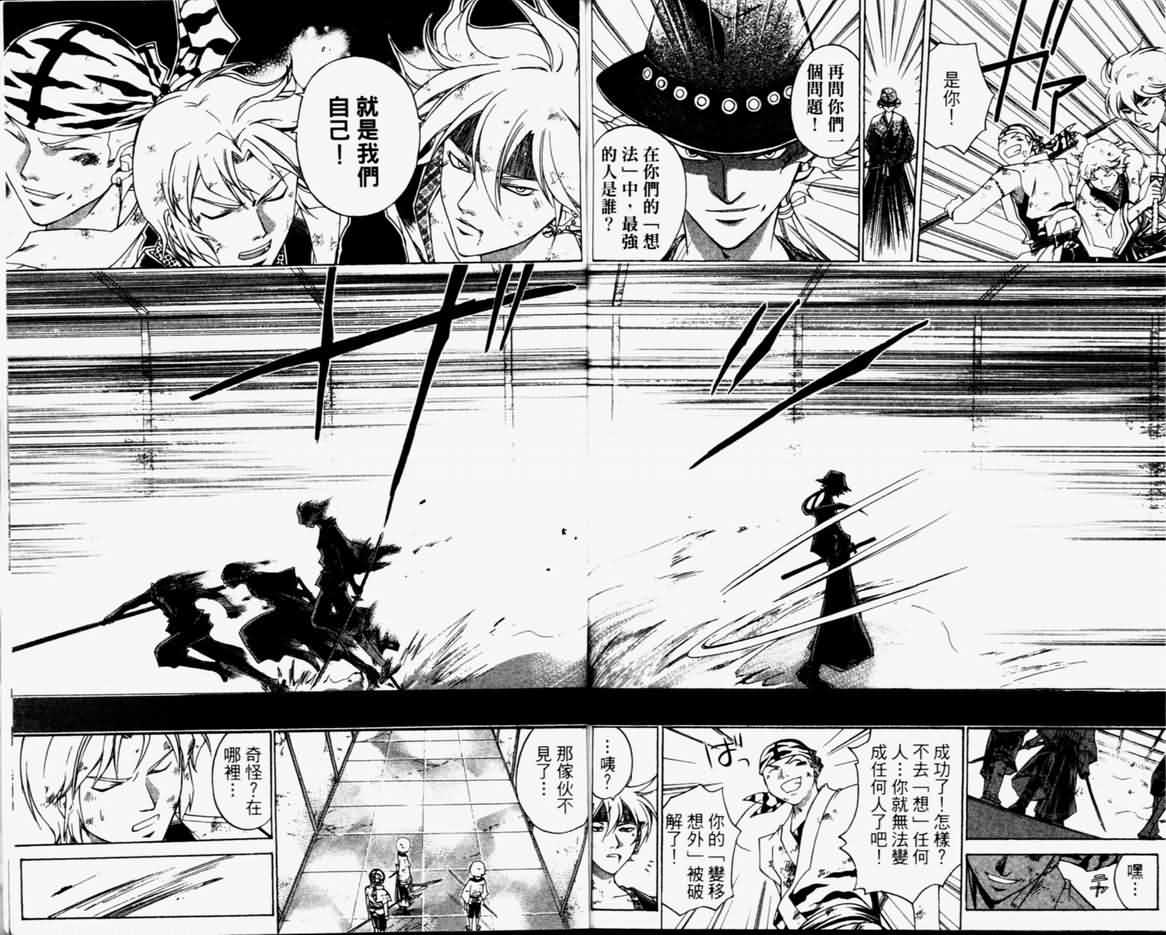 是你！
再問你們一
個問題！
在你們的「想
法」中，最強
的人是誰？
就是我們
自己！
嘿…
成功了！怎樣？
不去「想」任何
人…你就無法變
成任何人了吧！
ばっ
你的「變移
想外」被破
解了！
…咦？
那傢伙不
見了…
奇怪？在
哪裡…